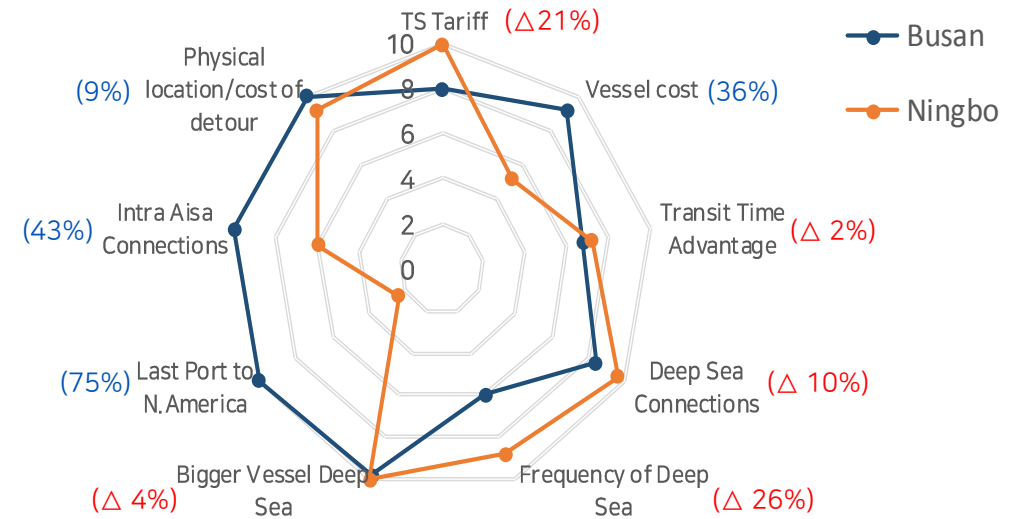 TS Tariff (△21%)
Busan
Ningbo
10
8
6
4
2
0
Physical
location/cost of
detour
(9%)
Vessel cost (36%)
Intra Aisa
Connections
(43%)
Transit Time
Advantage
(△ 2%)
Last Port to
N.America
(75%)
Deep Sea
Connections
(△ 10%)
Bigger Vessel Deep
Sea
(△ 4%)
Frequency of Deep
Sea
(△ 26%)